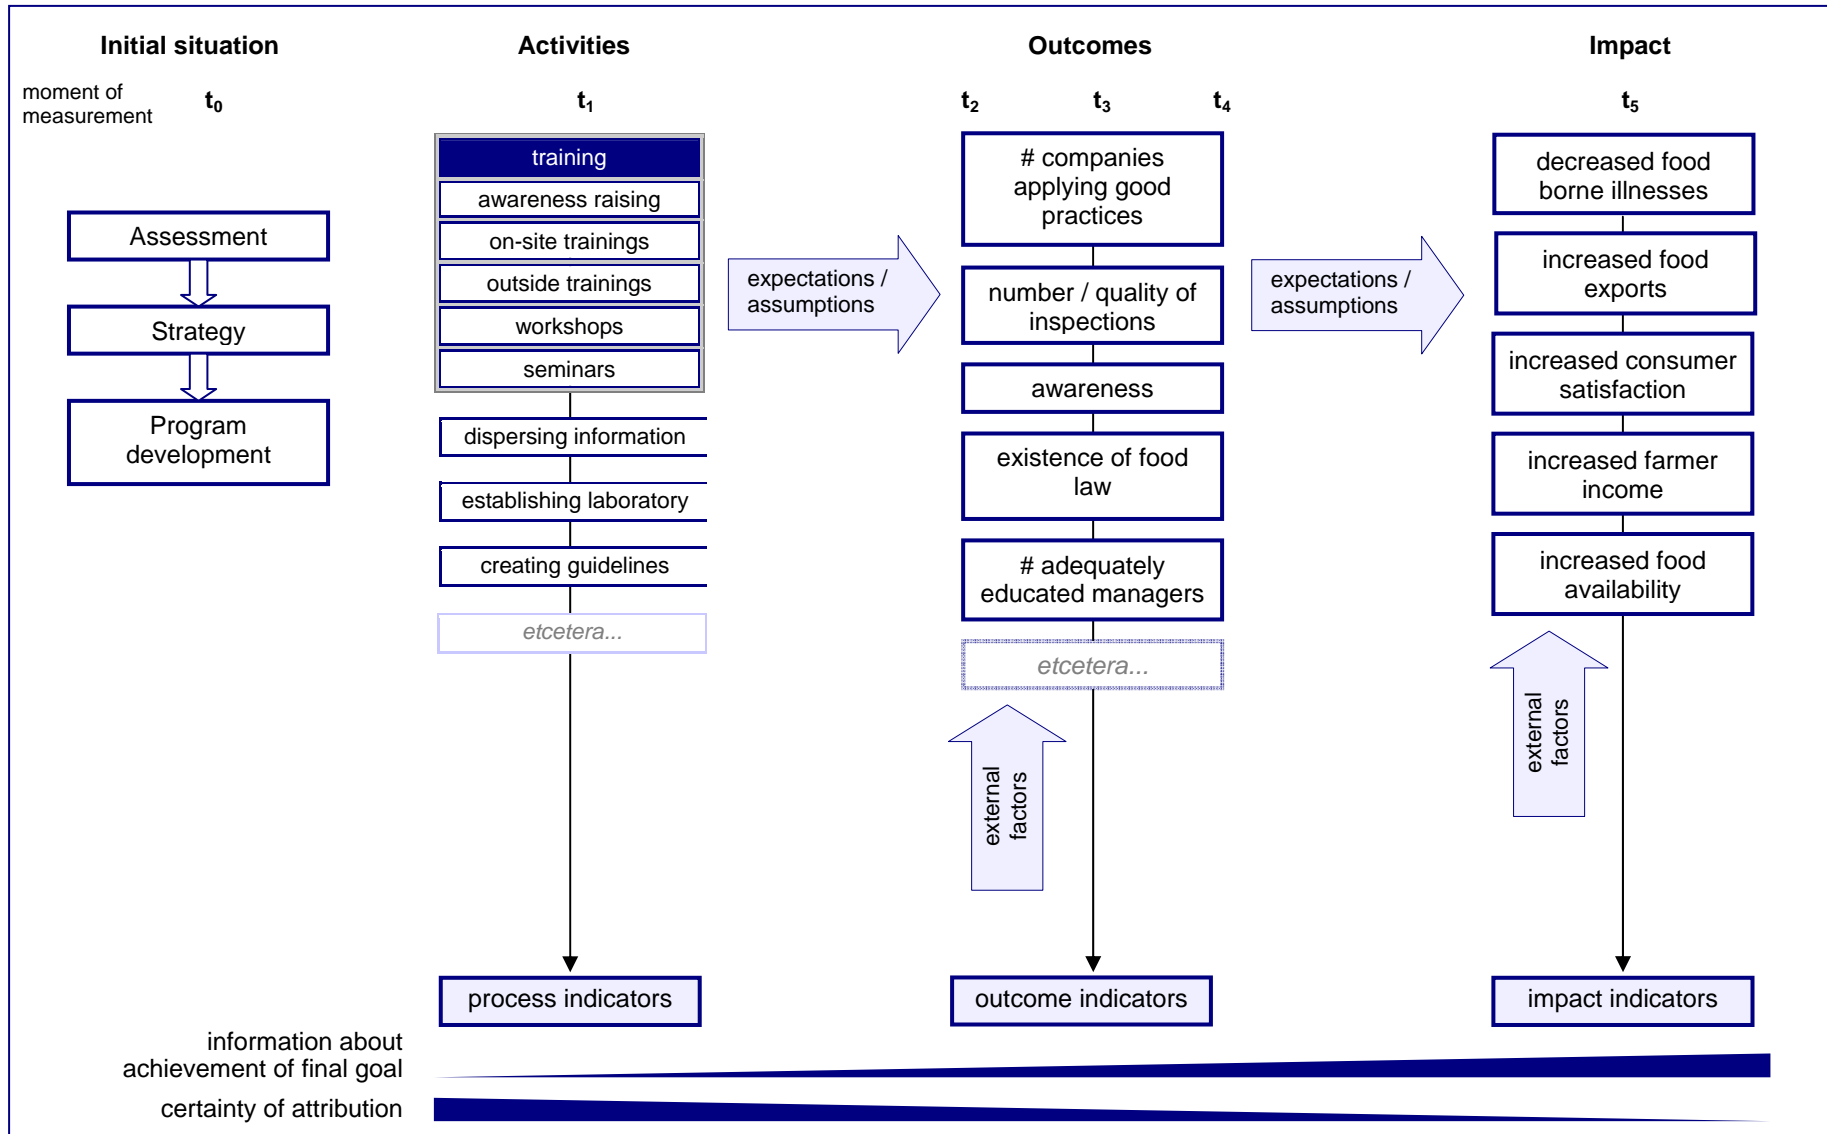 Initial situation
Activities
Outcomes
Impact
moment of
measurement
t0
t1
t2
t3
t4
t5
Assessment
Strategy
Program
development
training
awareness raising
on-site trainings
outside trainings
workshops
seminars
dispersing information
establishing laboratory
creating guidelines
etcetera...
expectations /
assumptions
# companies
applying good
practices
number / quality of
inspections
awareness
existence of food
law
# adequately
educated managers
etcetera...
external
factors
expectations /
assumptions
decreased food
borne illnesses
increased food
exports
increased consumer
satisfaction
increased farmer
income
increased food
availability
external
factors
process indicators
outcome indicators
impact indicators
information about
achievement of final goal
certainty of attribution